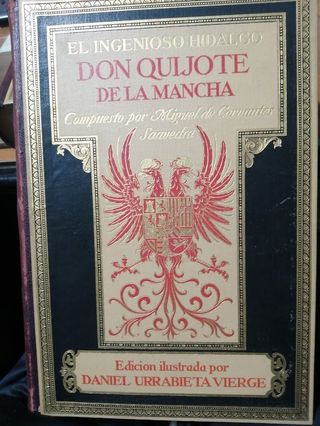 EL INGENIOSO HIDALGO
DON QUIJOTE
DE LA MANCHA
Compuesto por Miguel de Cervantes
Saavedra
Edicion ilustrada por
DANIEL URRABIETA VIERGE